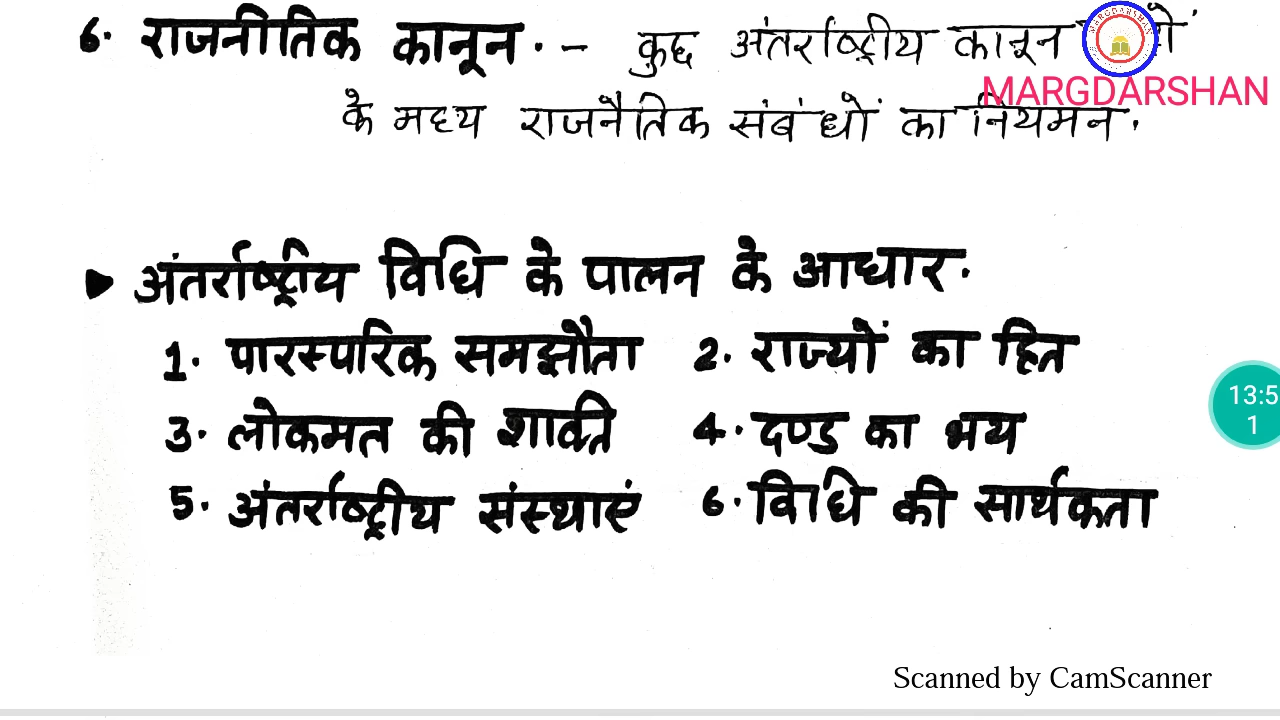 6. राजनीतिक कानून. - कुछ अंतर्राष्ट्रीय कानून
MARGDARSHAN
के मध्य राजनैतिक संबंधों का नियमन.
▶ अंतर्राष्ट्रीय विधि के पालन के आधार.
1. पारस्परिक समझौता 2. राज्यों का हित
3. लोकमत की शक्ति 4. दण्ड का भय
13:5
1
5. अंतर्राष्ट्रीय संस्थाएं 6. विधि की सार्थकता
Scanned by CamScanner